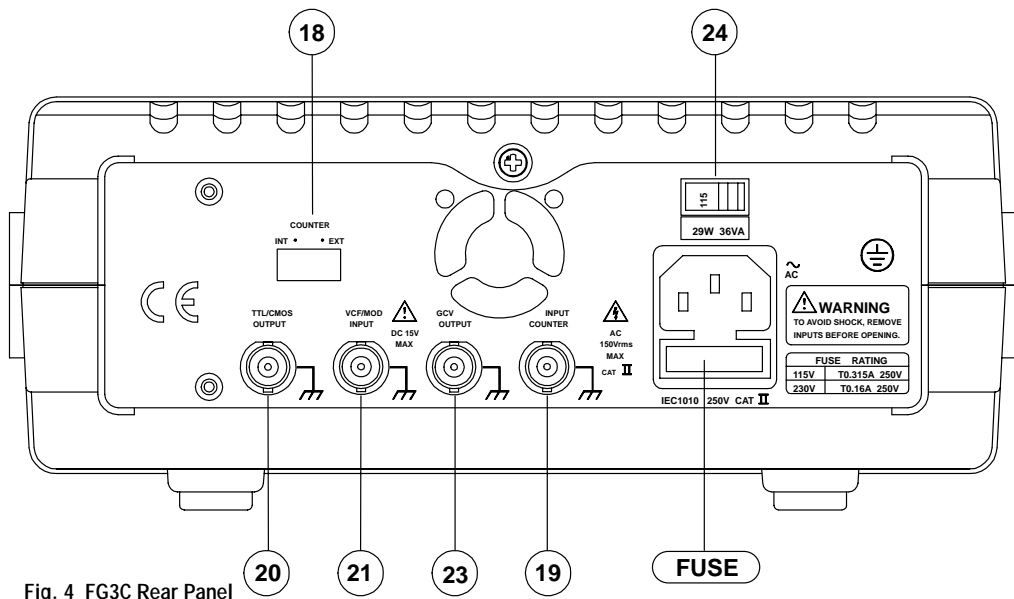 18
24
115
29W 36VA
COUNTER
INT • • EXT
AC
CE
WARNING
TO AVOID SHOCK, REMOVE
INPUTS BEFORE OPENING.
TTL/CMOS
OUTPUT
VCF/MOD
INPUT
DC 15V
MAX
GCV
OUTPUT
INPUT
COUNTER
AC
150Vrms
MAX
CAT II
FUSE RATING
115V T0.315A 250V
230V T0.16A 250V
IEC1010 250V CAT II
20
21
23
19
FUSE
Fig. 4 FG3C Rear Panel